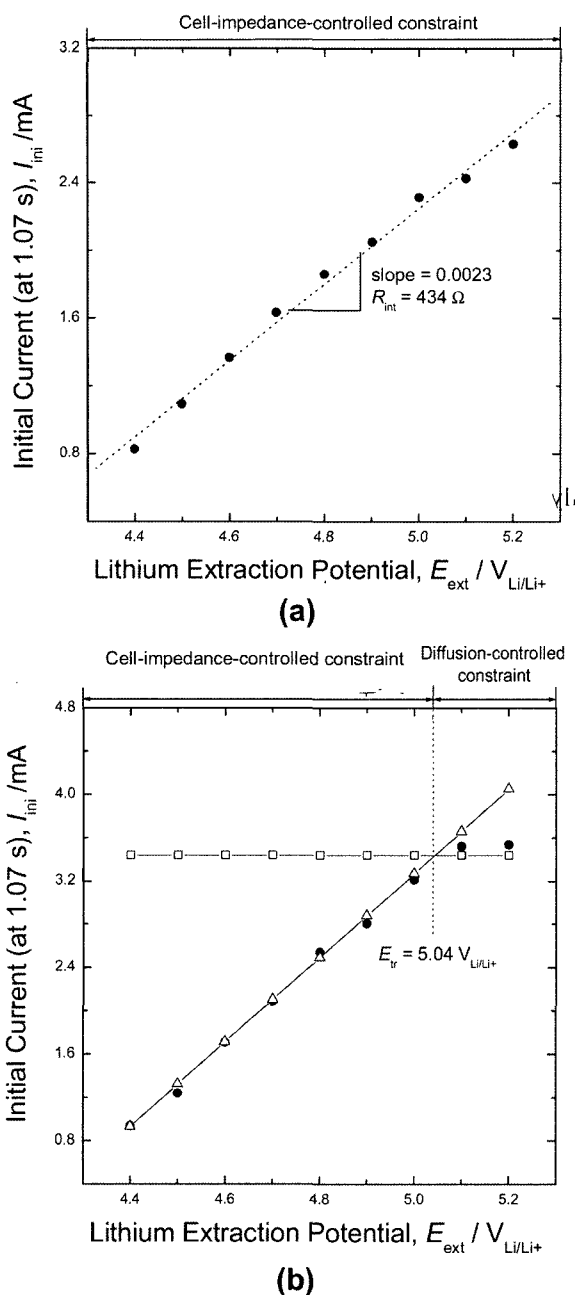 Cell-impedance-controlled constraint
3.2
2.4
1.6
0.8
Initial Current (at 1.07 s), I_ini /mA
slope = 0.0023
R_int = 434 Ω
4.4 4.6 4.8 5.0 5.2
Lithium Extraction Potential, E_ext / V_Li/Li+
(a)
Cell-impedance-controlled constraint
Diffusion-controlled
constraint
4.8
4.0
3.2
2.4
1.6
0.8
Initial Current (at 1.07 s), I_ini /mA
E_tr = 5.04 V_Li/Li+
4.4 4.6 4.8 5.0 5.2
Lithium Extraction Potential, E_ext / V_Li/Li+
(b)